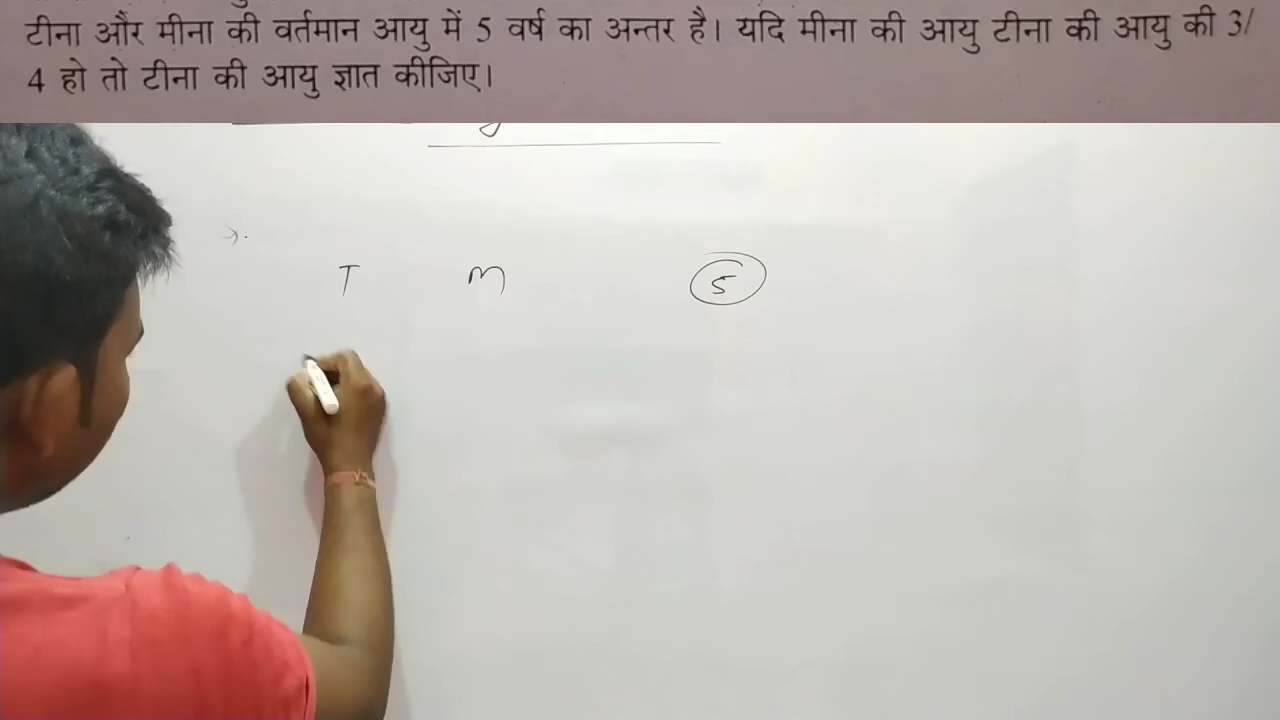 टीना और मीना की वर्तमान आयु में 5 वर्ष का अन्तर है। यदि मीना की आयु टीना की आयु की 3/
4 हो तो टीना की आयु ज्ञात कीजिए।
T M 5